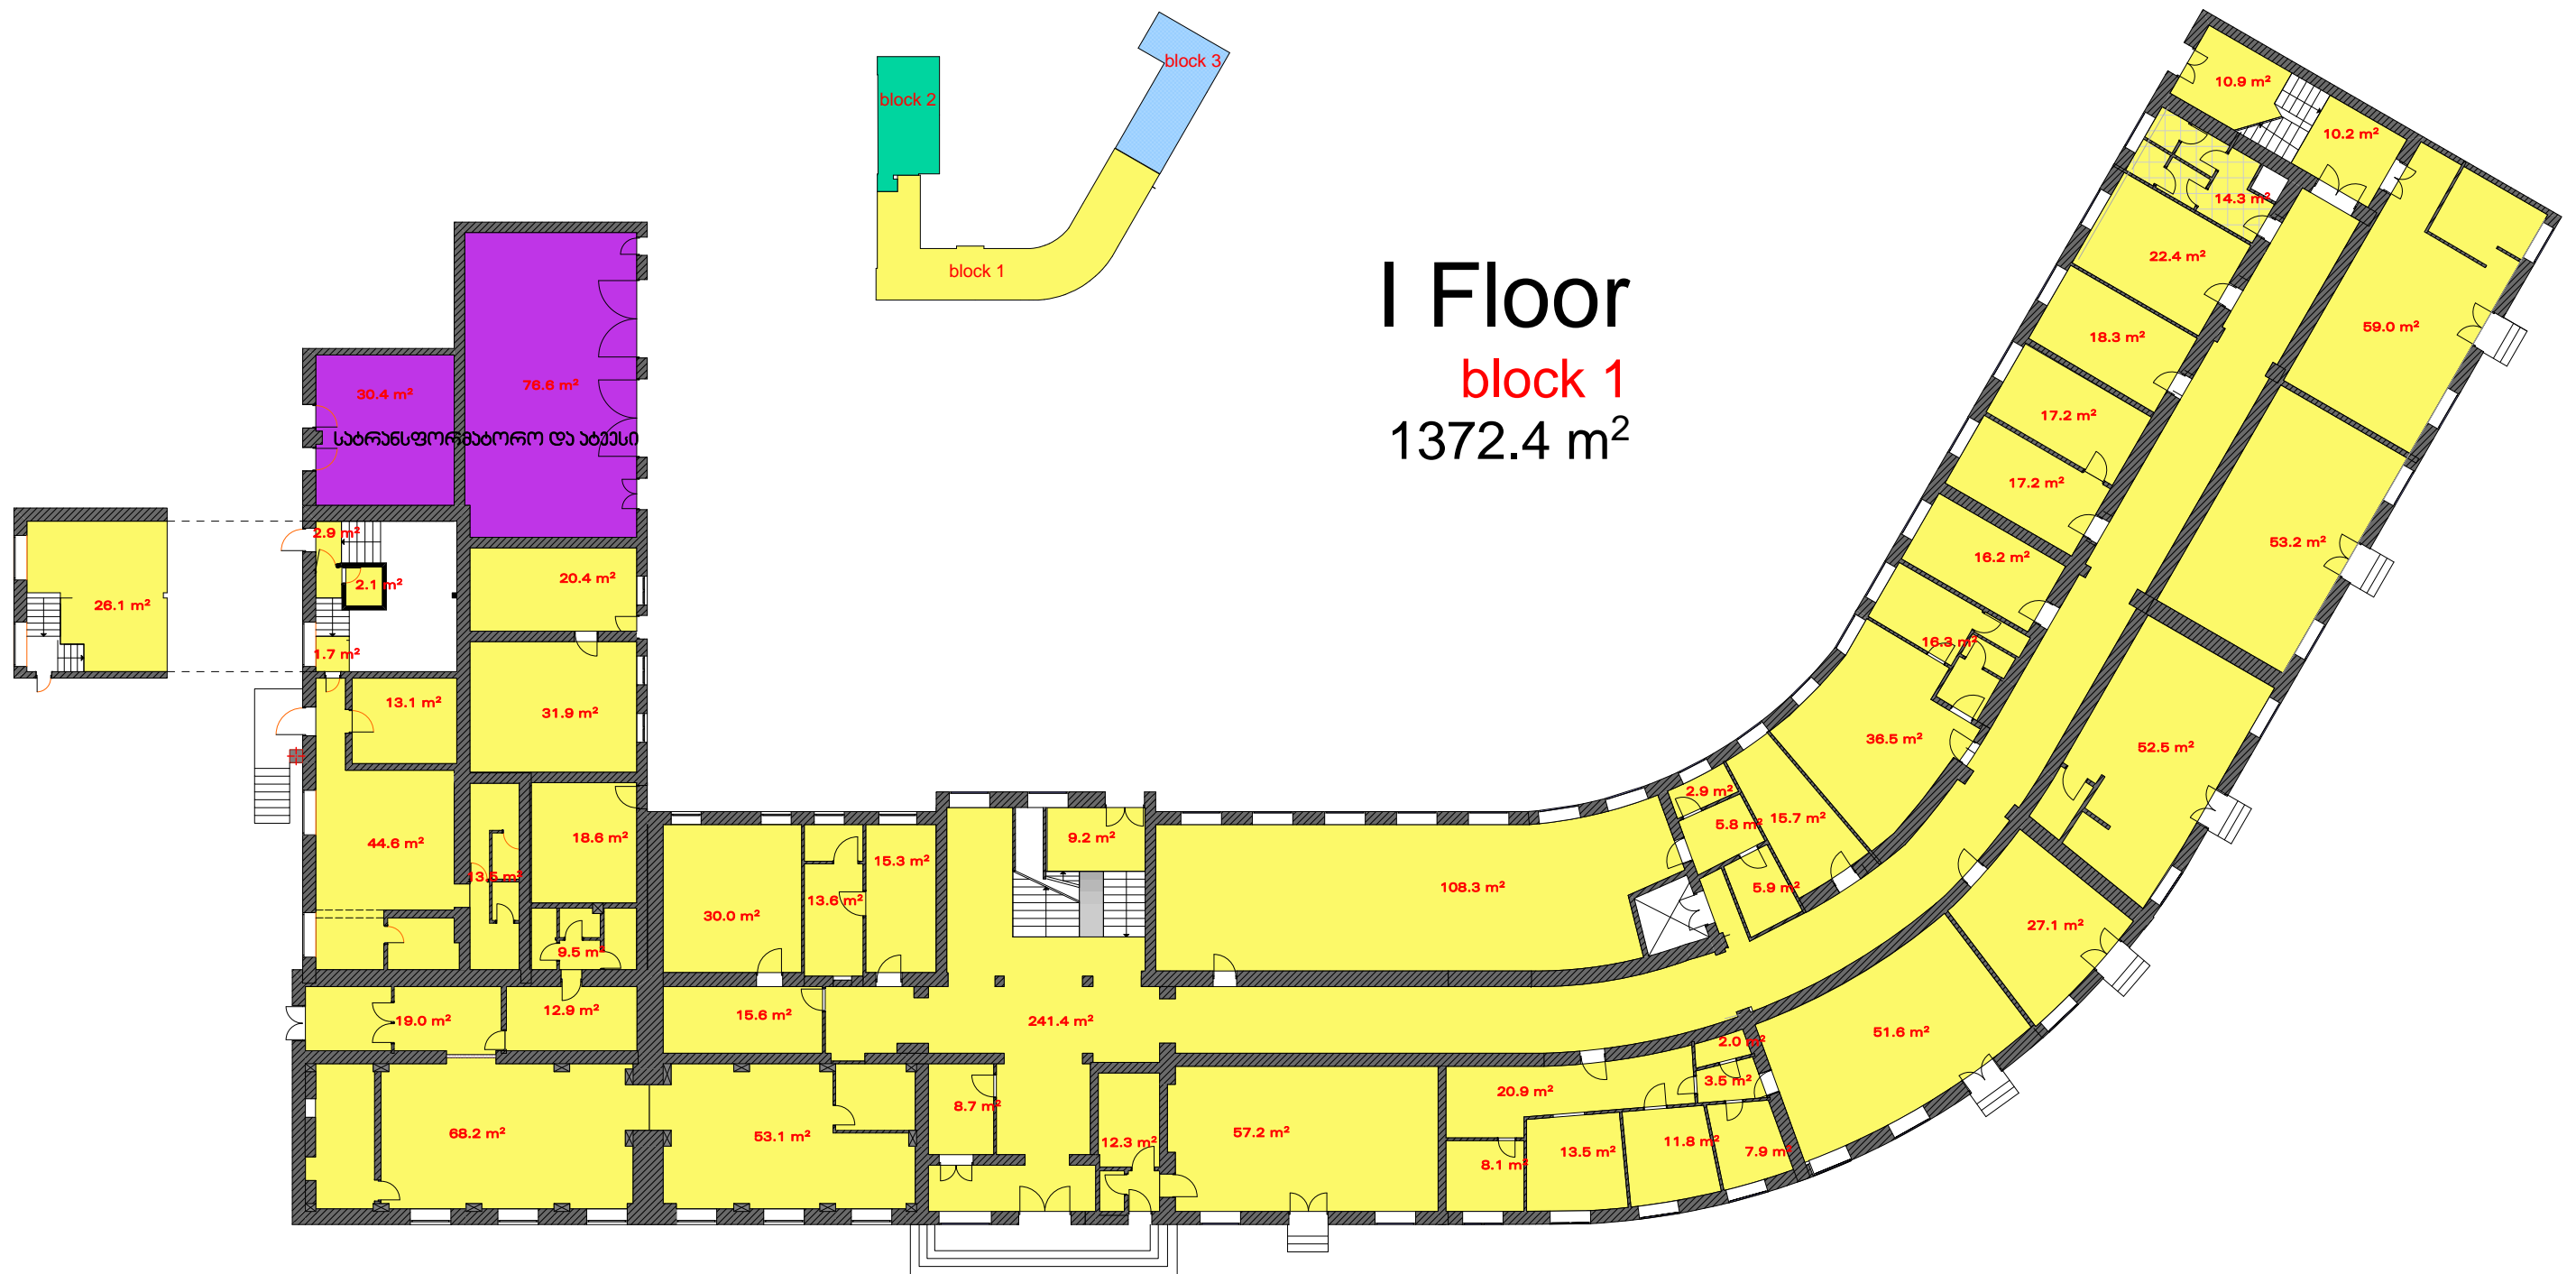 block 3
block 2
block 1
I Floor
block 1
1372.4 m²
10.9 m²
10.2 m²
14.3 m²
22.4 m²
59.0 m²
18.3 m²
76.6 m²
30.4 m²
17.2 m²
სატრანსფორმატორო და ატუესი
17.2 m²
2.9 m²
53.2 m²
16.2 m²
20.4 m²
2.1 m²
26.1 m²
16.3 m²
1.7 m²
13.1 m²
31.9 m²
36.5 m²
52.5 m²
2.9 m²
15.7 m²
5.8 m²
9.2 m²
18.6 m²
44.6 m²
15.3 m²
13.5 m²
108.3 m²
5.9 m²
13.6 m²
30.0 m²
27.1 m²
9.5 m²
12.9 m²
19.0 m²
15.6 m²
241.4 m²
51.6 m²
2.0 m²
3.5 m²
20.9 m²
8.7 m²
68.2 m²
53.1 m²
57.2 m²
12.3 m²
11.8 m²
13.5 m²
7.9 m²
8.1 m²